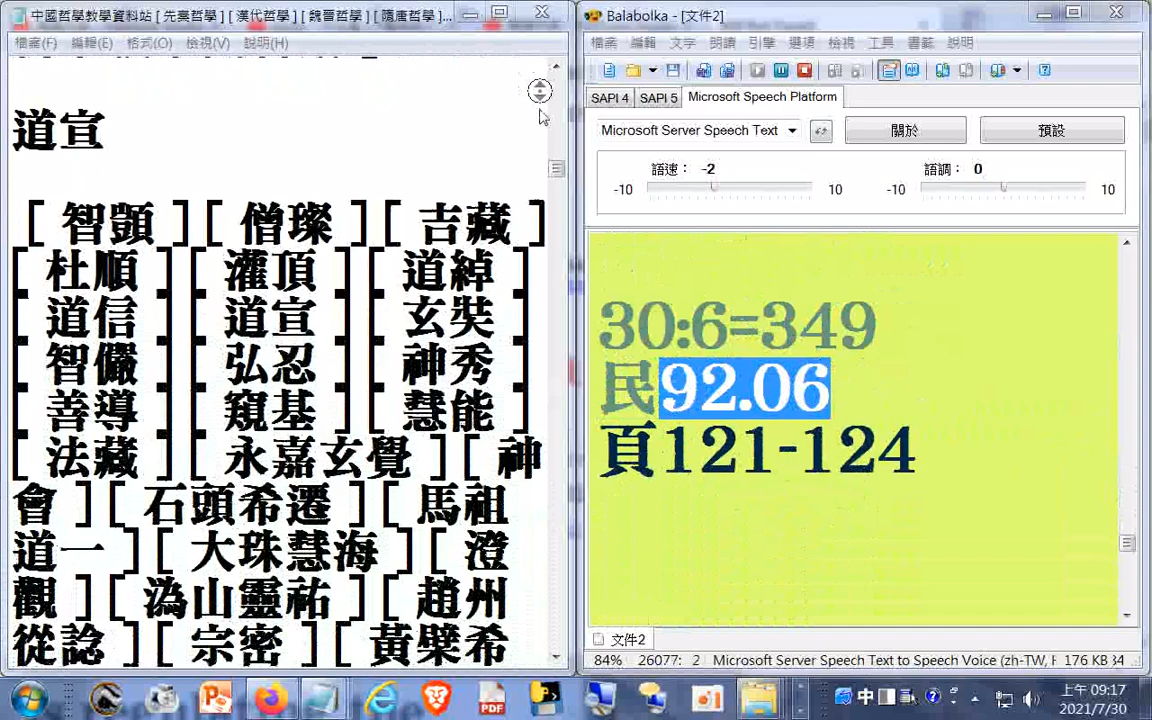 中國哲學教學資料站 [ 先秦哲學 ] [ 漢代哲學 ] [ 魏晉哲學 ] [ 隋唐哲學 ]...
檔案(F) 編輯(E) 格式(O) 檢視(V) 說明(H)
道宣
[ 智顗 ][ 僧璨 ][ 吉藏 ]
[ 杜順 ][ 灌頂 ][ 道綽 ]
[ 道信 ][ 道宣 ][ 玄奘 ]
[ 智儼 ][ 弘忍 ][ 神秀 ]
[ 善導 ][ 窺基 ][ 慧能 ]
[ 法藏 ][ 永嘉玄覺 ][ 神
會 ][ 石頭希遷 ][ 馬祖
道一 ][ 大珠慧海 ][ 澄
觀 ][ 溈山靈祐 ][ 趙州
從諗 ][ 宗密 ][ 黃檗希
Balabolka - [文件2]
檔案 編輯 文字 朗讀 引擎 選項 檢視 工具 書籤 說明
SAPI 4 SAPI 5 Microsoft Speech Platform
Microsoft Server Speech Text 關於 預設
語速: -2 語調: 0
-10 10 -10 10
30:6=349
民92.06
頁121-124
文件2
84% 26077: 2 Microsoft Server Speech Text to Speech Voice (zh-TW, H 176 KB
中
上午 09:17
2021/7/30